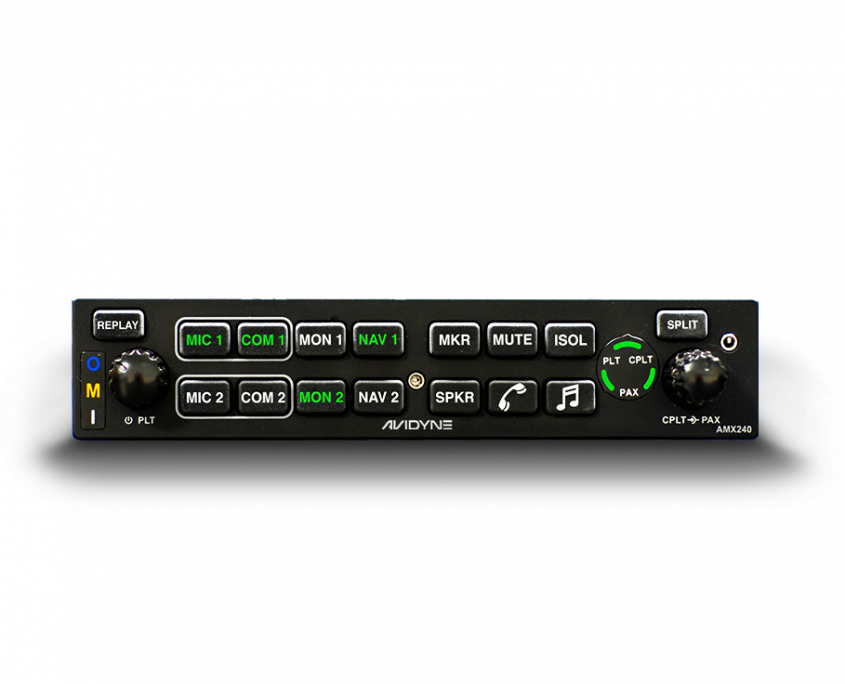 REPLAY
SPLIT
MIC 1 COM 1 MON 1 NAV 1 MKR MUTE ISOL
PLT CPLT
PAX
O
M
I
MIC 2 COM 2 MON 2 NAV 2 SPKR
PLT
AVIDYNE
CPLT PAX
AMX240